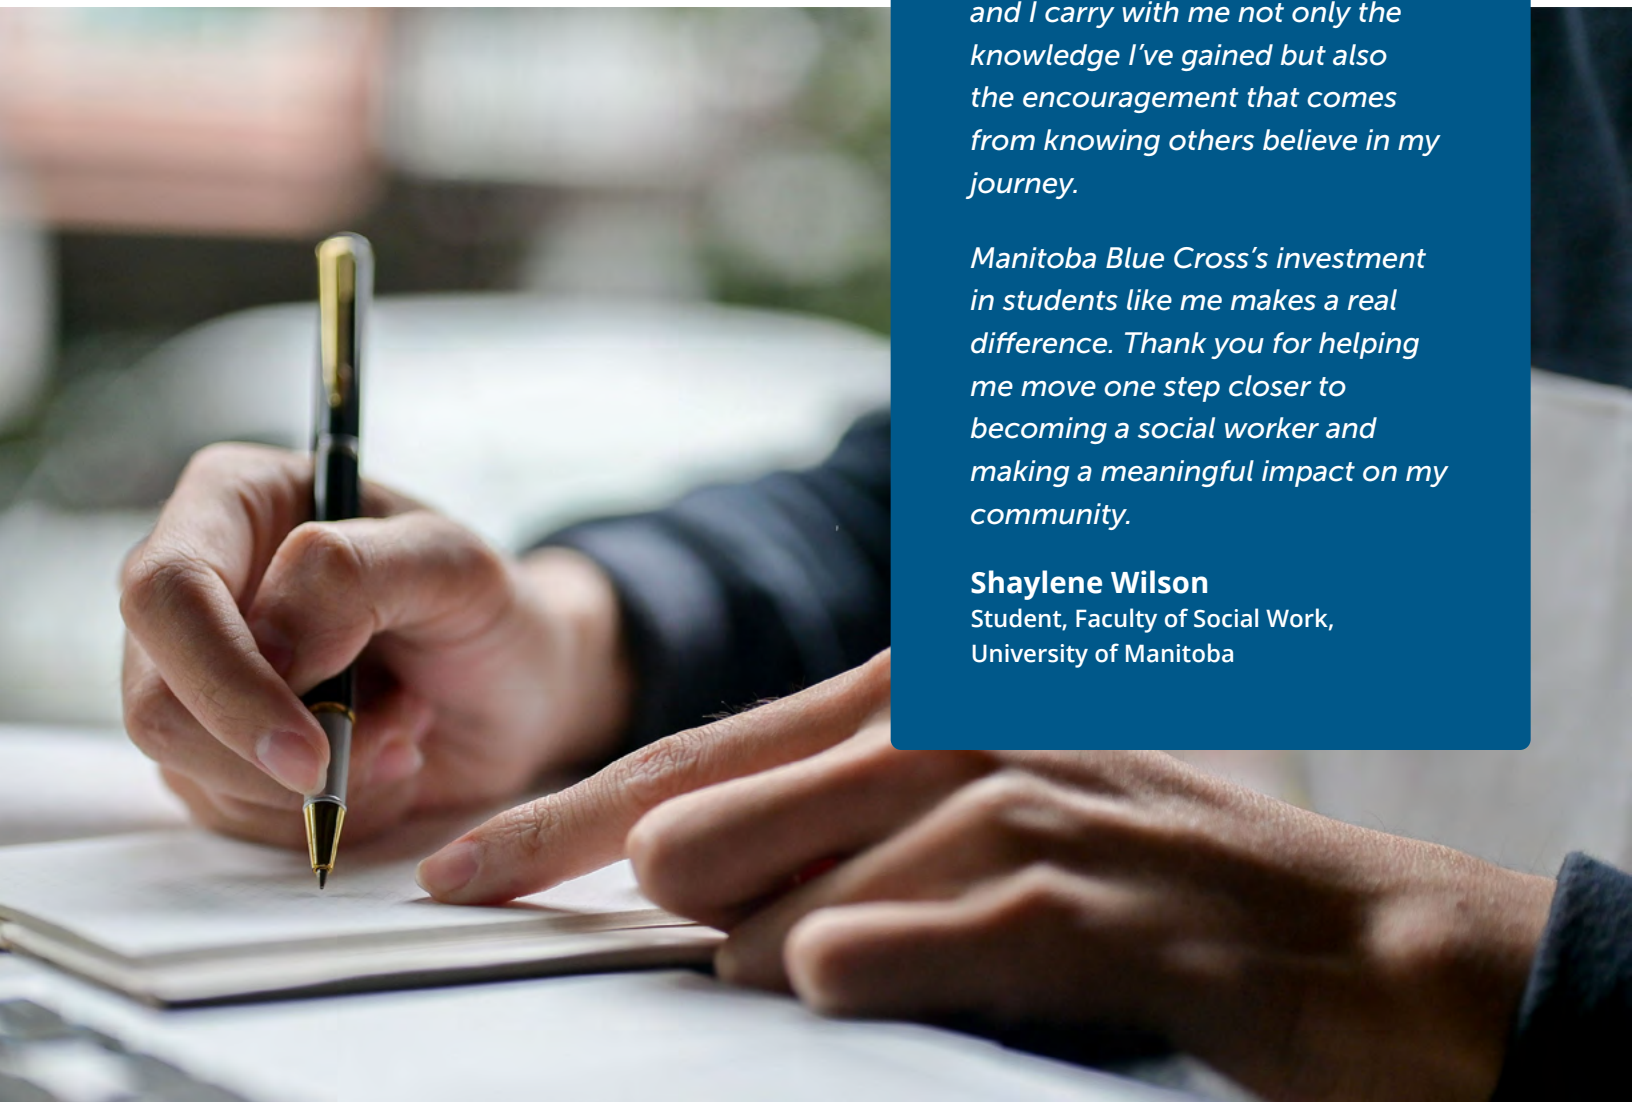 and I carry with me not only the
knowledge I’ve gained but also
the encouragement that comes
from knowing others believe in my
journey.
Manitoba Blue Cross’s investment
in students like me makes a real
difference. Thank you for helping
me move one step closer to
becoming a social worker and
making a meaningful impact on my
community.
Shaylene Wilson
Student, Faculty of Social Work,
University of Manitoba